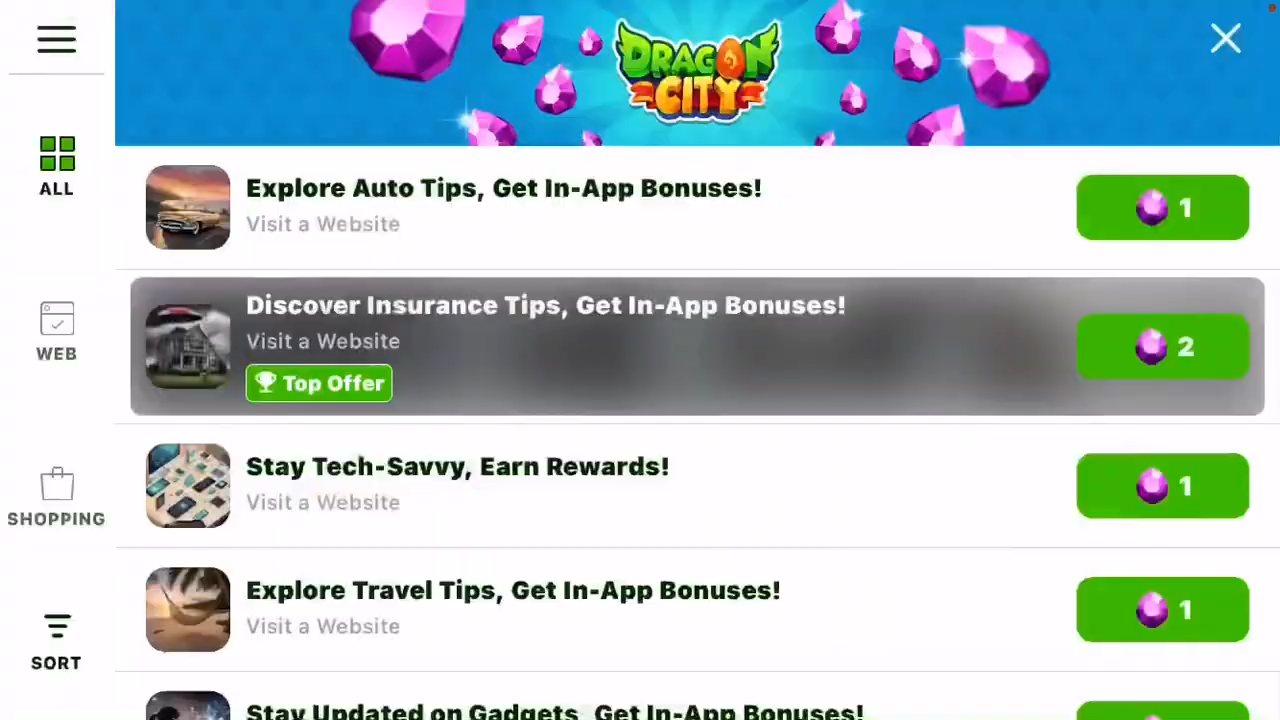 DRAGON
CITY
ALL
WEB
SHOPPING
SORT
Explore Auto Tips, Get In-App Bonuses!
Visit a Website
1
Discover Insurance Tips, Get In-App Bonuses!
Visit a Website
Top Offer
2
Stay Tech-Savvy, Earn Rewards!
Visit a Website
1
Explore Travel Tips, Get In-App Bonuses!
Visit a Website
1
Stay Updated on Gadgets, Get In-App Bonuses!